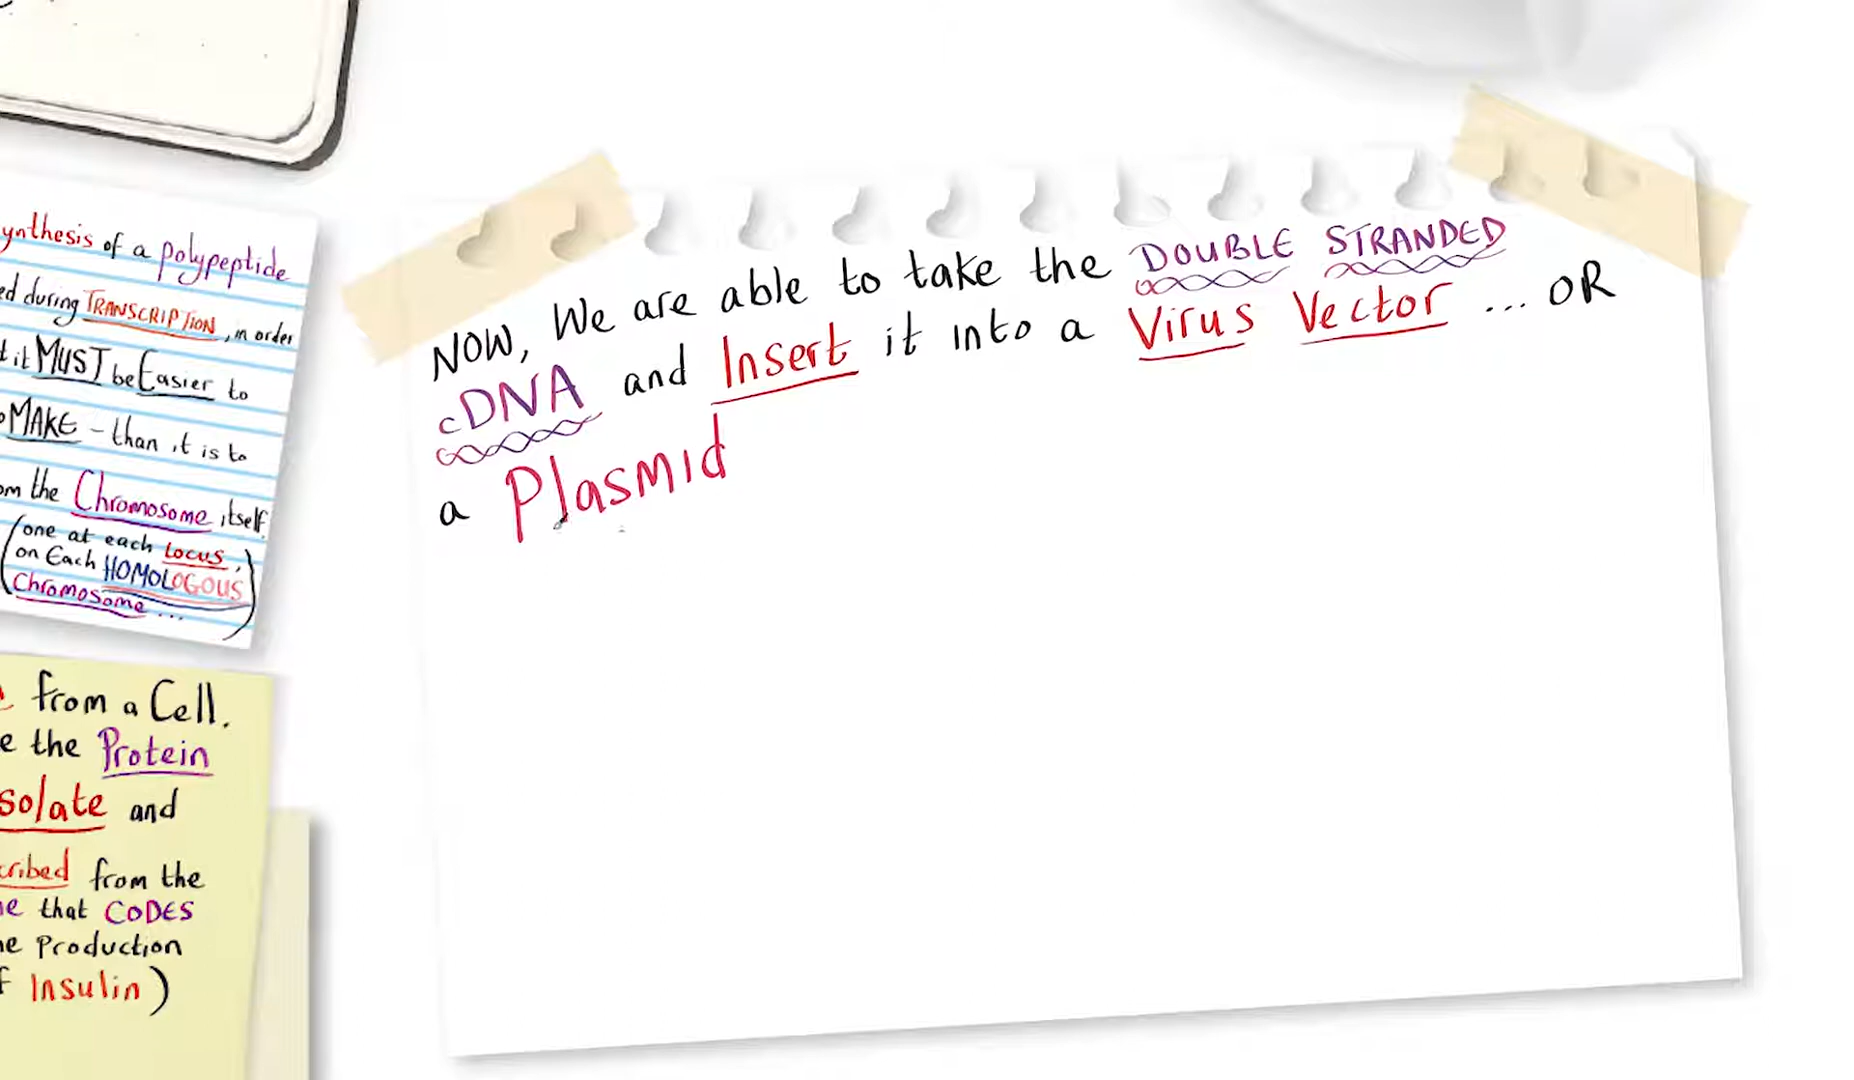 ynthesis of a polypeptide
ed during TRANSCRIPTION, in order
t it MUST be Easier to
MAKE - than it is to
om the Chromosome itself
(one at each Locus,
on Each HOMOLOGOUS
Chromosome ...)
from a Cell.
e the Protein
solate and
cribed from the
e that CODES
e Production
f Insulin)
NOW, We are able to take the DOUBLE STRANDED
cDNA and Insert it into a Virus Vector ... OR
a Plasmid